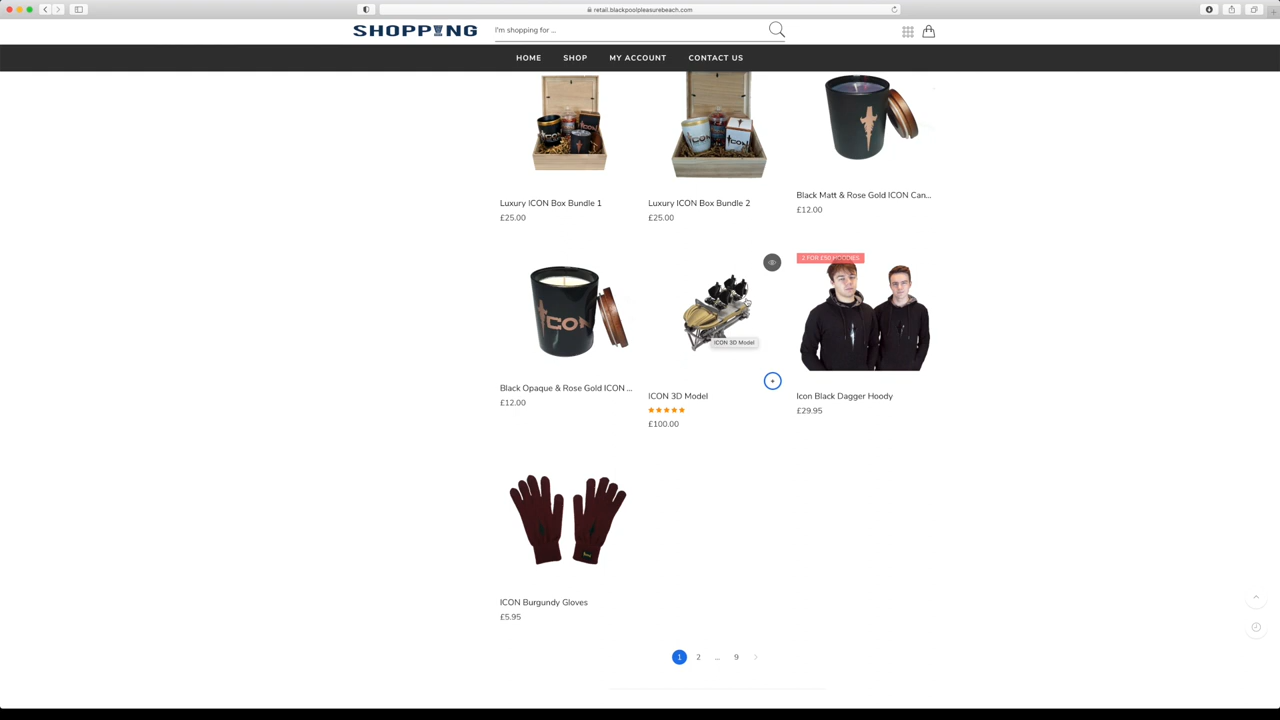 retail.blackpoolpleasurebeach.com
SHOPPING
I'm shopping for ...
HOME SHOP MY ACCOUNT CONTACT US
ICON
ICON
Luxury ICON Box Bundle 1
£25.00
Luxury ICON Box Bundle 2
£25.00
Black Matt & Rose Gold ICON Can...
£12.00
ICON
Black Opaque & Rose Gold ICON ...
£12.00
ICON 3D Model
ICON 3D Model
£100.00
2 FOR £50 HOODIES
Icon Black Dagger Hoody
£29.95
ICON Burgundy Gloves
£5.95
1 2 ... 9